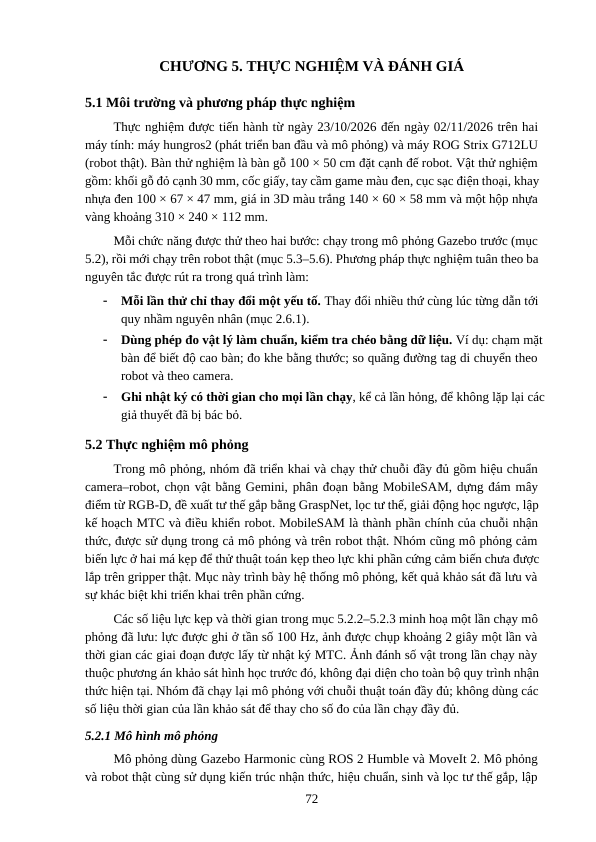 CHƯƠNG 5. THỰC NGHIỆM VÀ ĐÁNH GIÁ
5.1 Môi trường và phương pháp thực nghiệm
Thực nghiệm được tiến hành từ ngày 23/10/2026 đến ngày 02/11/2026 trên hai
máy tính: máy hungros2 (phát triển ban đầu và mô phỏng) và máy ROG Strix G712LU
(robot thật). Bàn thử nghiệm là bàn gỗ 100 × 50 cm đặt cạnh đế robot. Vật thử nghiệm
gồm: khối gỗ đỏ cạnh 30 mm, cốc giấy, tay cầm game màu đen, cục sạc điện thoại, khay
nhựa đen 100 × 67 × 47 mm, giá in 3D màu trắng 140 × 60 × 58 mm và một hộp nhựa
vàng khoảng 310 × 240 × 112 mm.
Mỗi chức năng được thử theo hai bước: chạy trong mô phỏng Gazebo trước (mục
5.2), rồi mới chạy trên robot thật (mục 5.3–5.6). Phương pháp thực nghiệm tuân theo ba
nguyên tắc được rút ra trong quá trình làm:
- Mỗi lần thử chỉ thay đổi một yếu tố. Thay đổi nhiều thứ cùng lúc từng dẫn tới
quy nhầm nguyên nhân (mục 2.6.1).
- Dùng phép đo vật lý làm chuẩn, kiểm tra chéo bằng dữ liệu. Ví dụ: chạm mặt
bàn để biết độ cao bàn; đo khe bằng thước; so quãng đường tag di chuyển theo
robot và theo camera.
- Ghi nhật ký có thời gian cho mọi lần chạy, kể cả lần hỏng, để không lặp lại các
giả thuyết đã bị bác bỏ.
5.2 Thực nghiệm mô phỏng
Trong mô phỏng, nhóm đã triển khai và chạy thử chuỗi đầy đủ gồm hiệu chuẩn
camera–robot, chọn vật bằng Gemini, phân đoạn bằng MobileSAM, dựng đám mây
điểm từ RGB-D, đề xuất tư thế gắp bằng GraspNet, lọc tư thế, giải động học ngược, lập
kế hoạch MTC và điều khiển robot. MobileSAM là thành phần chính của chuỗi nhận
thức, được sử dụng trong cả mô phỏng và trên robot thật. Nhóm cũng mô phỏng cảm
biến lực ở hai má kẹp để thử thuật toán kẹp theo lực khi phần cứng cảm biến chưa được
lắp trên gripper thật. Mục này trình bày hệ thống mô phỏng, kết quả khảo sát đã lưu và
sự khác biệt khi triển khai trên phần cứng.
Các số liệu lực kẹp và thời gian trong mục 5.2.2–5.2.3 minh hoạ một lần chạy mô
phỏng đã lưu: lực được ghi ở tần số 100 Hz, ảnh được chụp khoảng 2 giây một lần và
thời gian các giai đoạn được lấy từ nhật ký MTC. Ảnh đánh số vật trong lần chạy này
thuộc phương án khảo sát hình học trước đó, không đại diện cho toàn bộ quy trình nhận
thức hiện tại. Nhóm đã chạy lại mô phỏng với chuỗi thuật toán đầy đủ; không dùng các
số liệu thời gian của lần khảo sát để thay cho số đo của lần chạy đầy đủ.
5.2.1 Mô hình mô phỏng
Mô phỏng dùng Gazebo Harmonic cùng ROS 2 Humble và MoveIt 2. Mô phỏng
và robot thật cùng sử dụng kiến trúc nhận thức, hiệu chuẩn, sinh và lọc tư thế gắp, lập
72